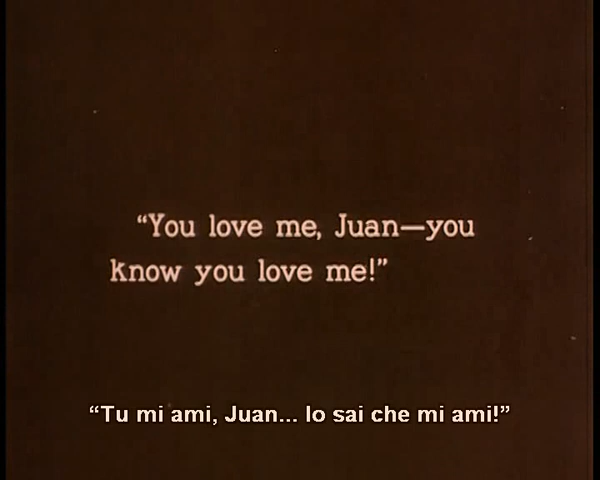 “You love me, Juan—you
know you love me!”
“Tu mi ami, Juan... lo sai che mi ami!”